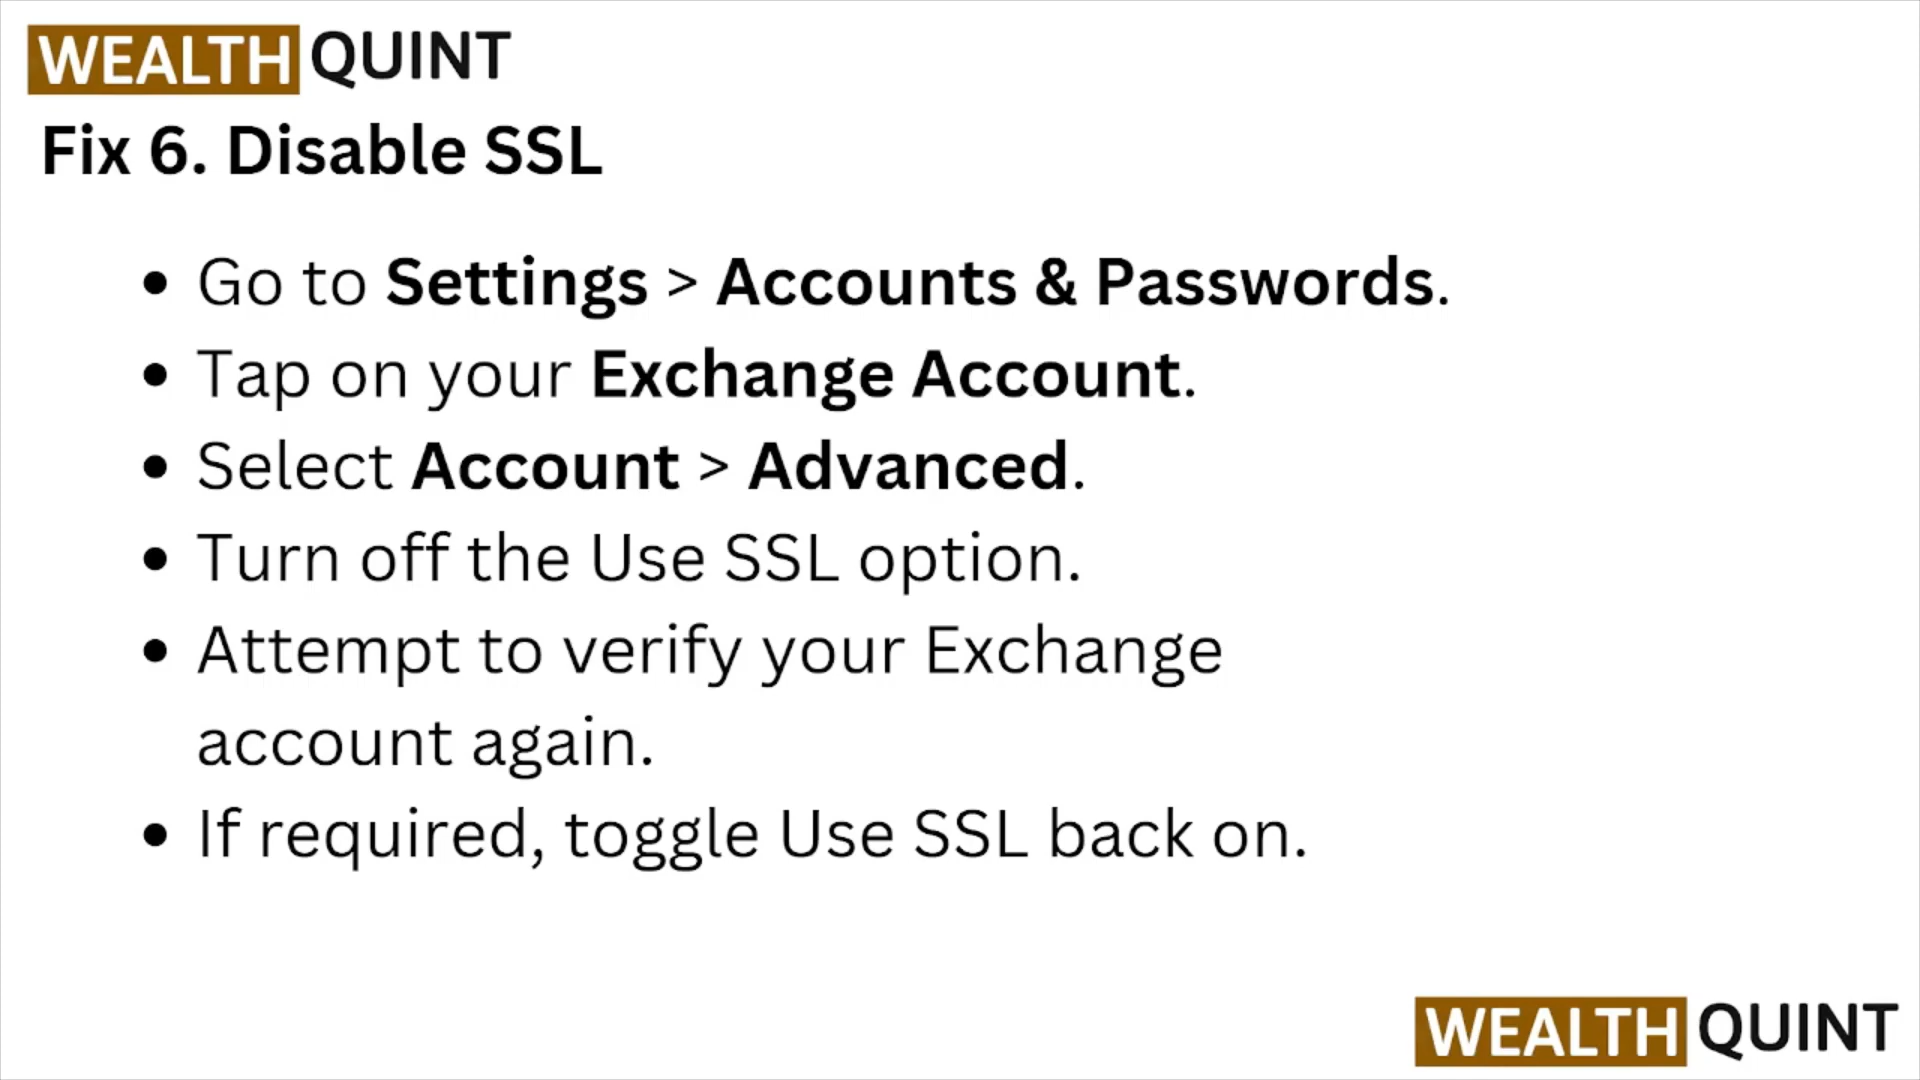 WEALTH QUINT
Fix 6. Disable SSL
• Go to Settings > Accounts & Passwords.
• Tap on your Exchange Account.
• Select Account > Advanced.
• Turn off the Use SSL option.
• Attempt to verify your Exchange
account again.
• If required, toggle Use SSL back on.
WEALTH QUINT